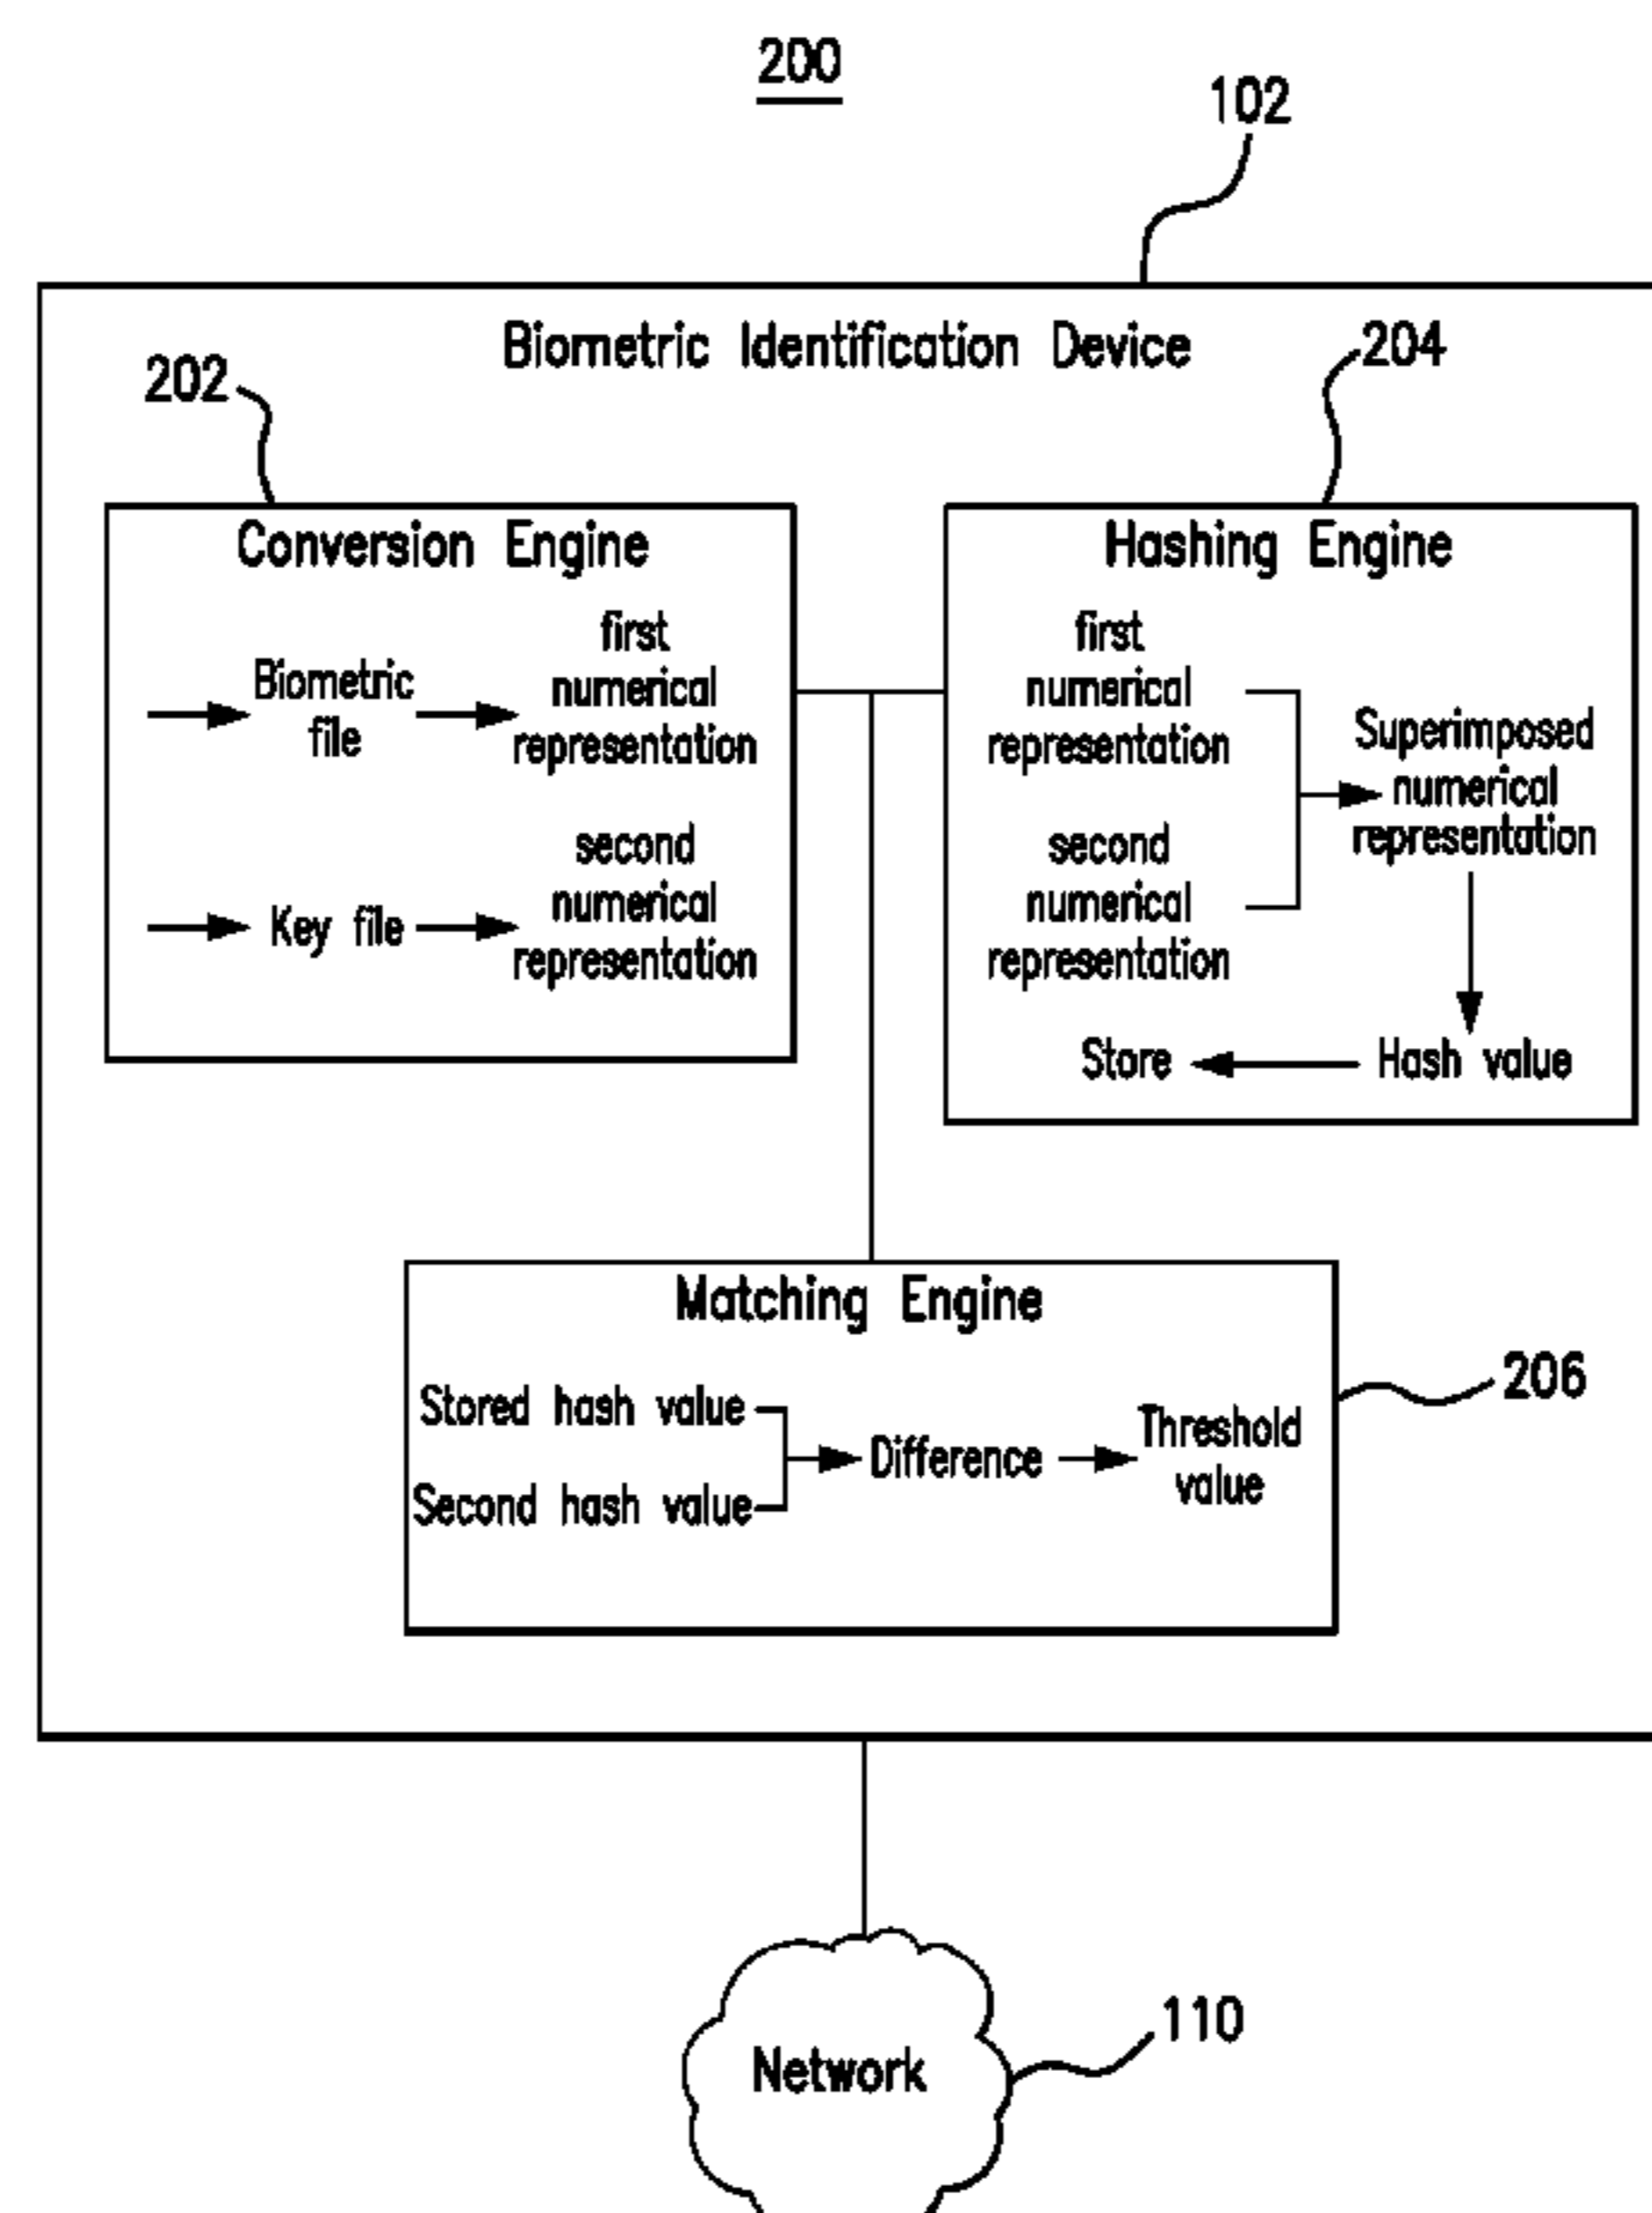 200
102
Biometric Identification Device
202
204
Conversion Engine
Biometric
file
first
numerical
representation
Key file
second
numerical
representation
Hashing Engine
first
numerical
representation
second
numerical
representation
Superimposed
numerical
representation
Hash value
Store
Matching Engine
206
Stored hash value
Second hash value
Difference
Threshold
value
Network
110